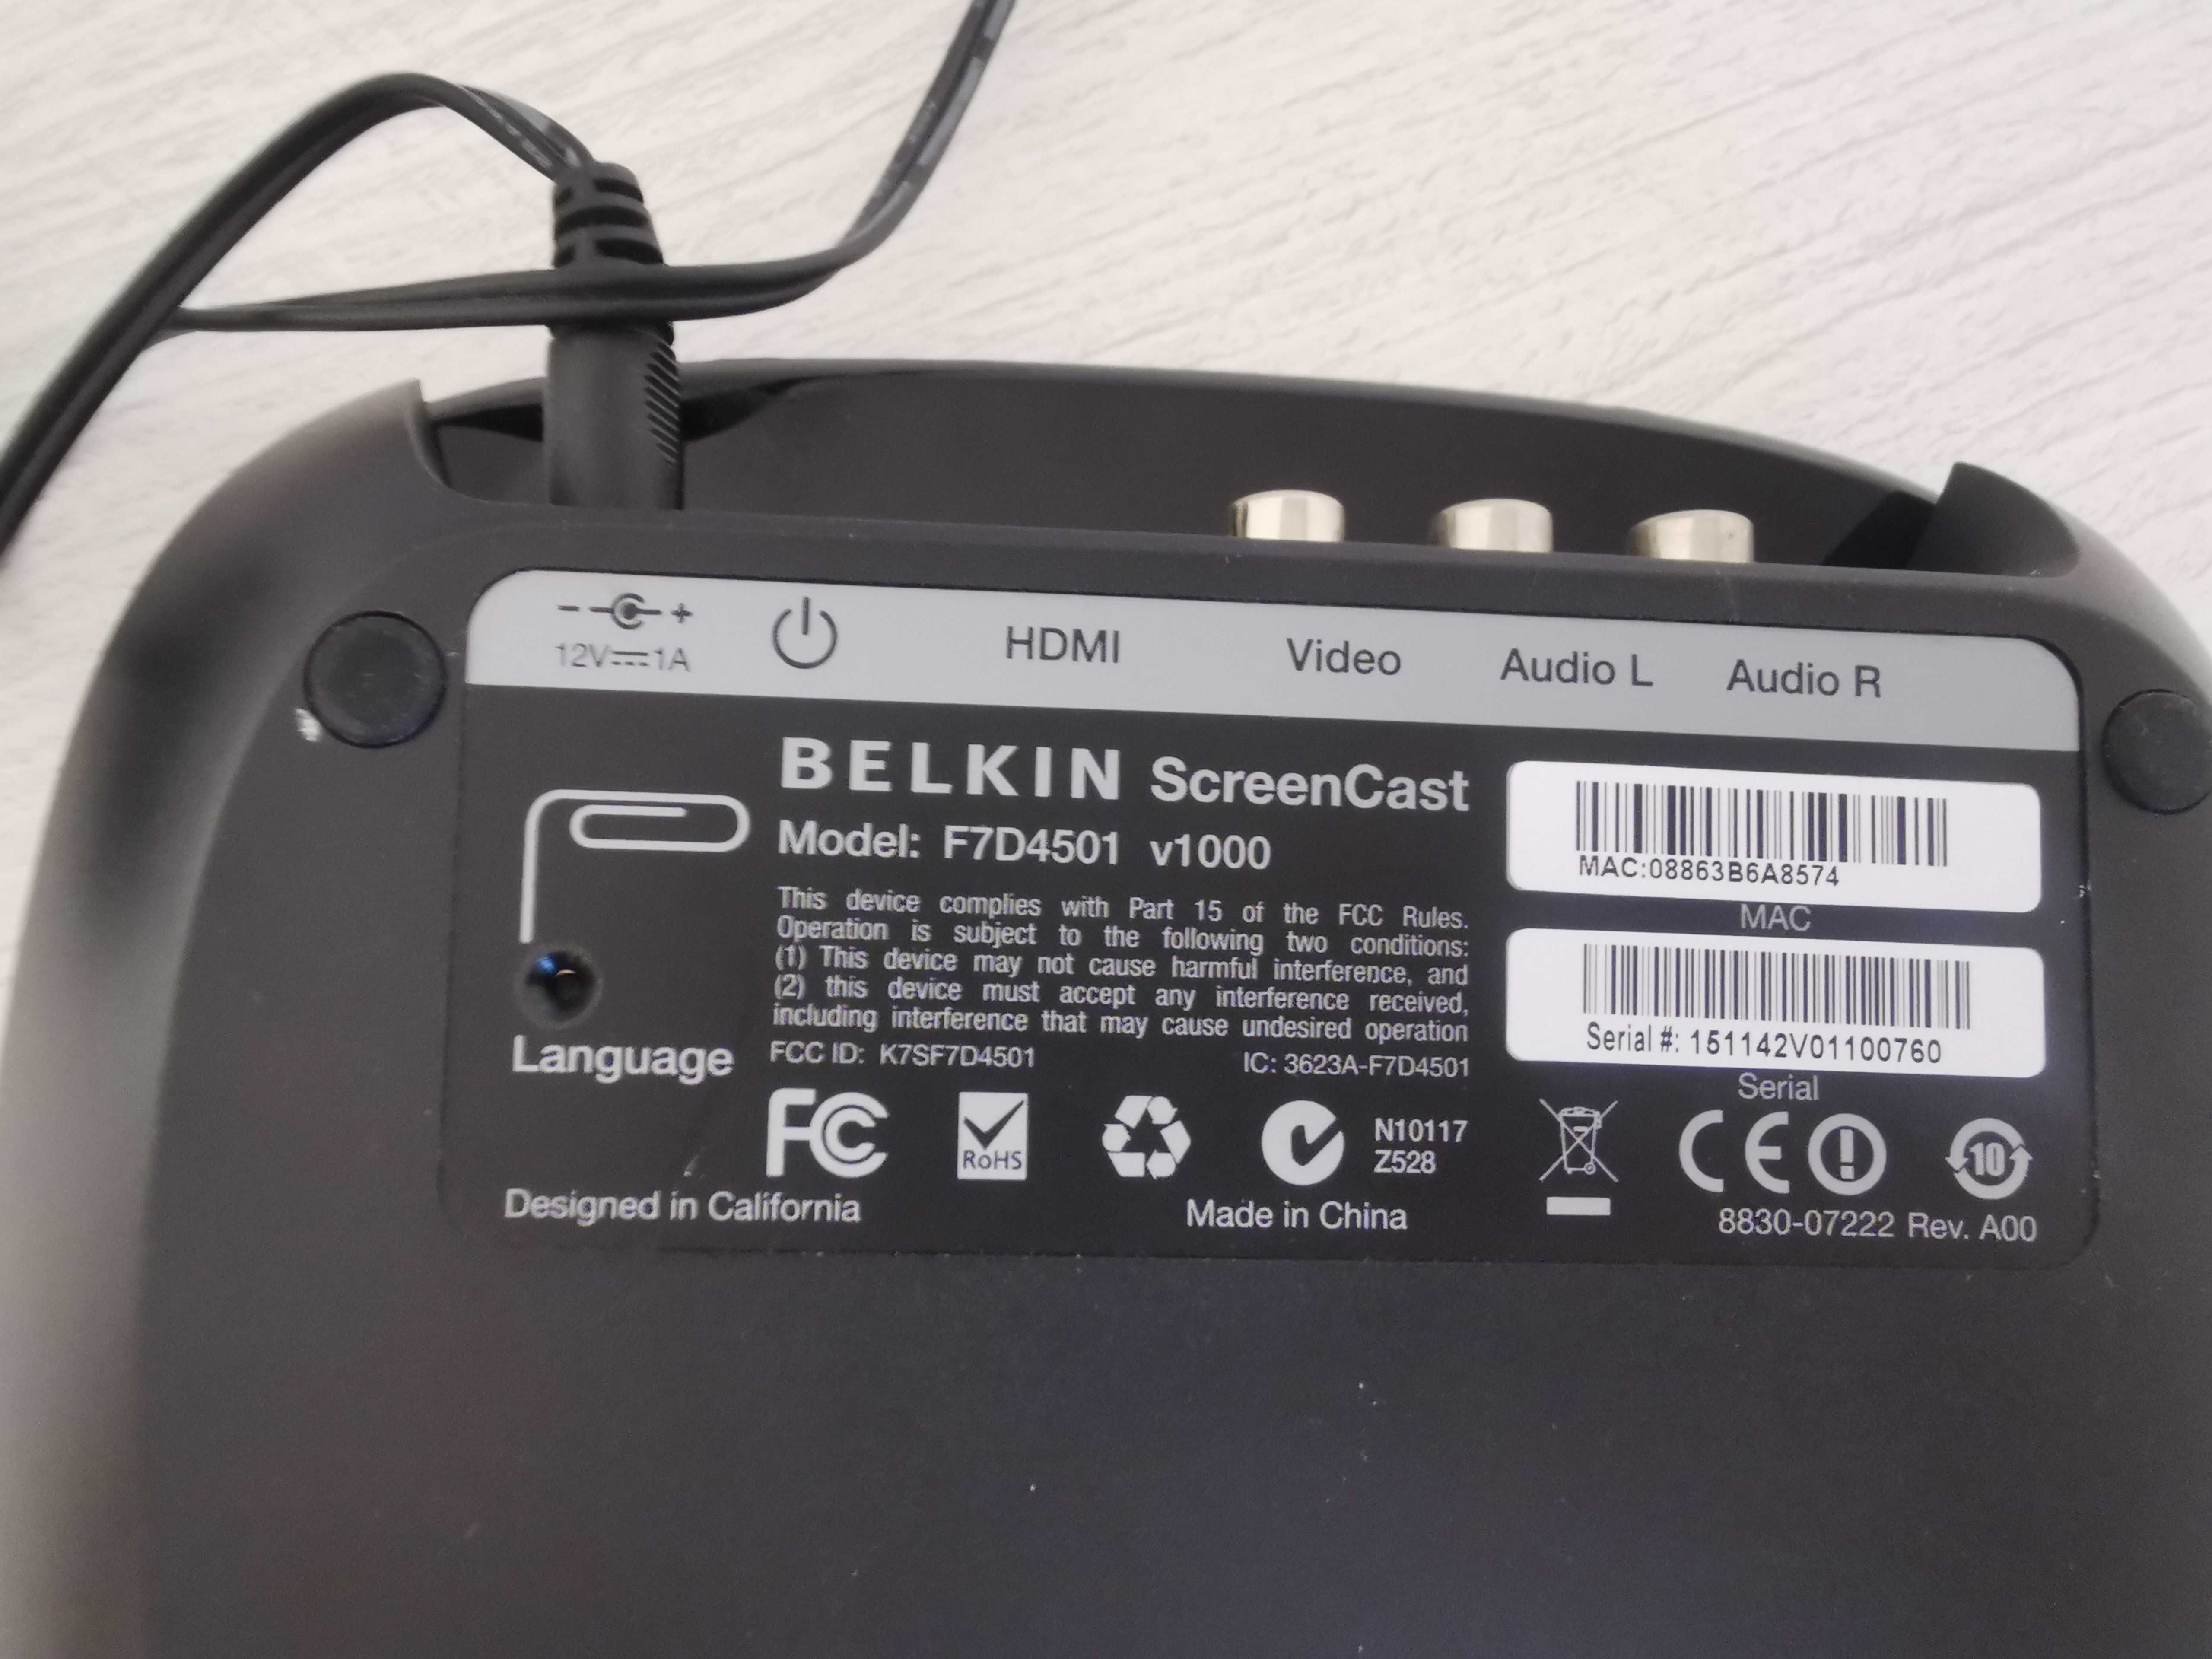 12V 1A
HDMI
Video
Audio L
Audio R
BELKIN ScreenCast
Model: F7D4501 v1000
This device complies with Part 15 of the FCC Rules.
Operation is subject to the following two conditions:
(1) This device may not cause harmful interference, and
(2) this device must accept any interference received,
including interference that may cause undesired operation
FCC ID: K7SF7D4501 IC: 3623A-F7D4501
Language
MAC:08863B6A8574
MAC
Serial #: 151142V01100760
Serial
FC
RoHS
N10117
Z528
CE
10
Designed in California
Made in China
8830-07222 Rev. A00